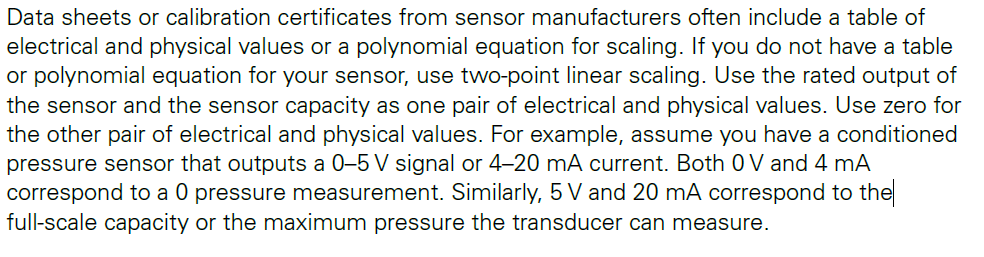 Data sheets or calibration certificates from sensor manufacturers often include a table of
electrical and physical values or a polynomial equation for scaling. If you do not have a table
or polynomial equation for your sensor, use two-point linear scaling. Use the rated output of
the sensor and the sensor capacity as one pair of electrical and physical values. Use zero for
the other pair of electrical and physical values. For example, assume you have a conditioned
pressure sensor that outputs a 0–5 V signal or 4–20 mA current. Both 0 V and 4 mA
correspond to a 0 pressure measurement. Similarly, 5 V and 20 mA correspond to the
full-scale capacity or the maximum pressure the transducer can measure.